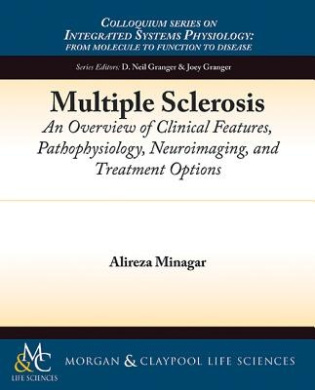 COLLOQUIUM SERIES ON
INTEGRATED SYSTEMS PHYSIOLOGY:
FROM MOLECULE TO FUNCTION TO DISEASE
Series Editors: D. Neil Granger & Joey Granger
Multiple Sclerosis
An Overview of Clinical Features,
Pathophysiology, Neuroimaging, and
Treatment Options
Alireza Minagar
M&C
LIFE SCIENCES
MORGAN & CLAYPOOL LIFE SCIENCES